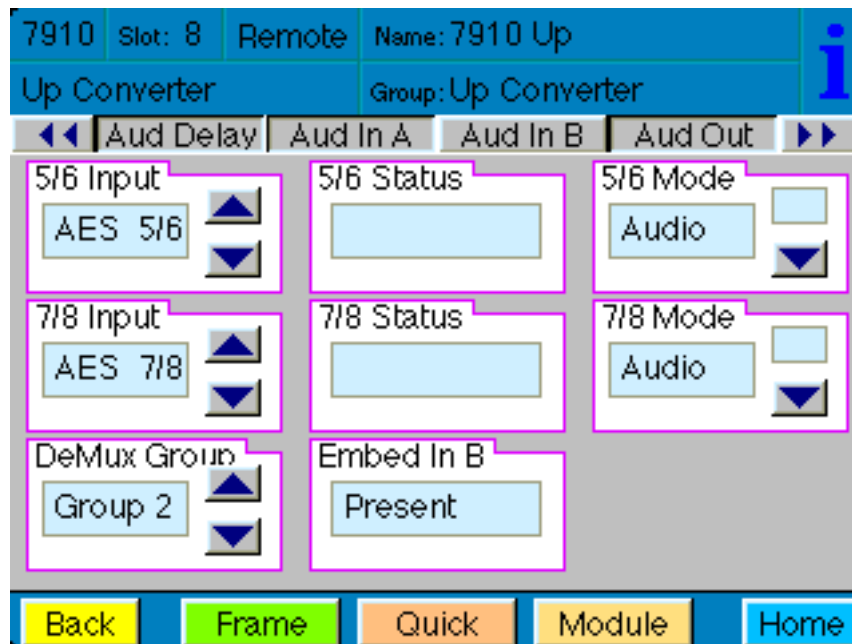 7910 Slot: 8 Remote Name: 7910 Up
Up Converter Group: Up Converter
i
Aud Delay Aud In A Aud In B Aud Out
5/6 Input 5/6 Status 5/6 Mode
AES 5/6 Audio
7/8 Input 7/8 Status 7/8 Mode
AES 7/8 Audio
DeMux Group Embed In B
Group 2 Present
Back Frame Quick Module Home